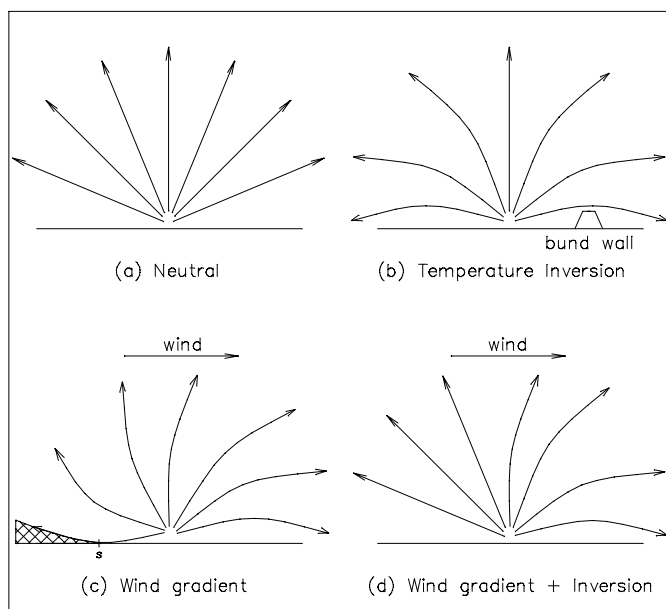 bund wall
(a) Neutral
(b) Temperature Inversion
wind
wind
s
(c) Wind gradient
(d) Wind gradient + Inversion